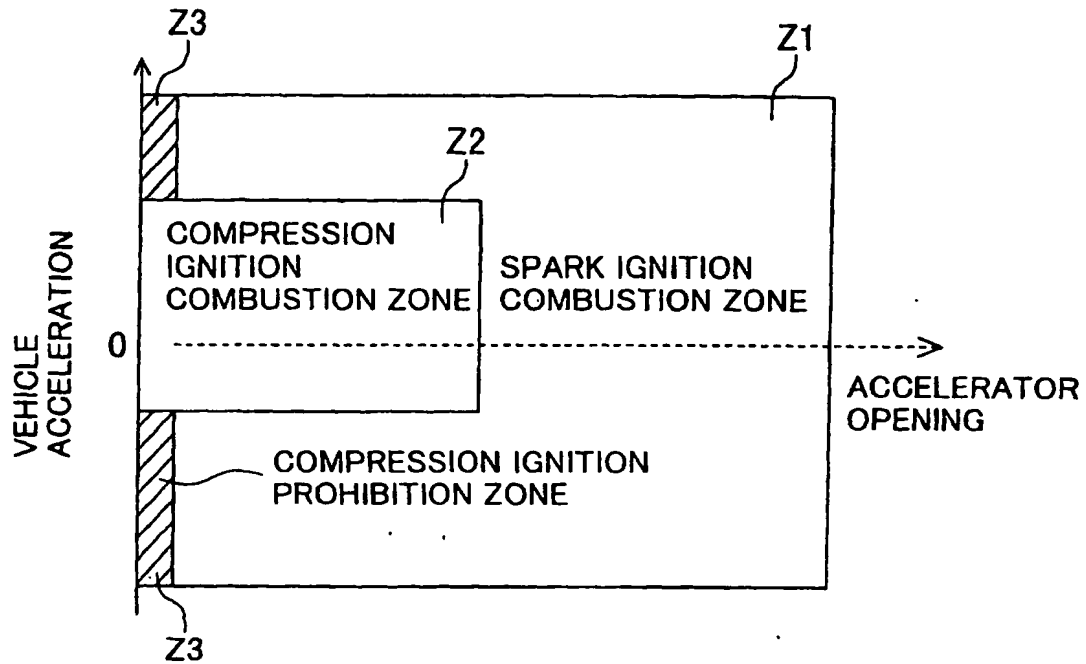 Z3
Z1
Z2
COMPRESSION
IGNITION
COMBUSTION ZONE
SPARK IGNITION
COMBUSTION ZONE
VEHICLE
ACCELERATION
0
ACCELERATOR
OPENING
COMPRESSION IGNITION
PROHIBITION ZONE
Z3